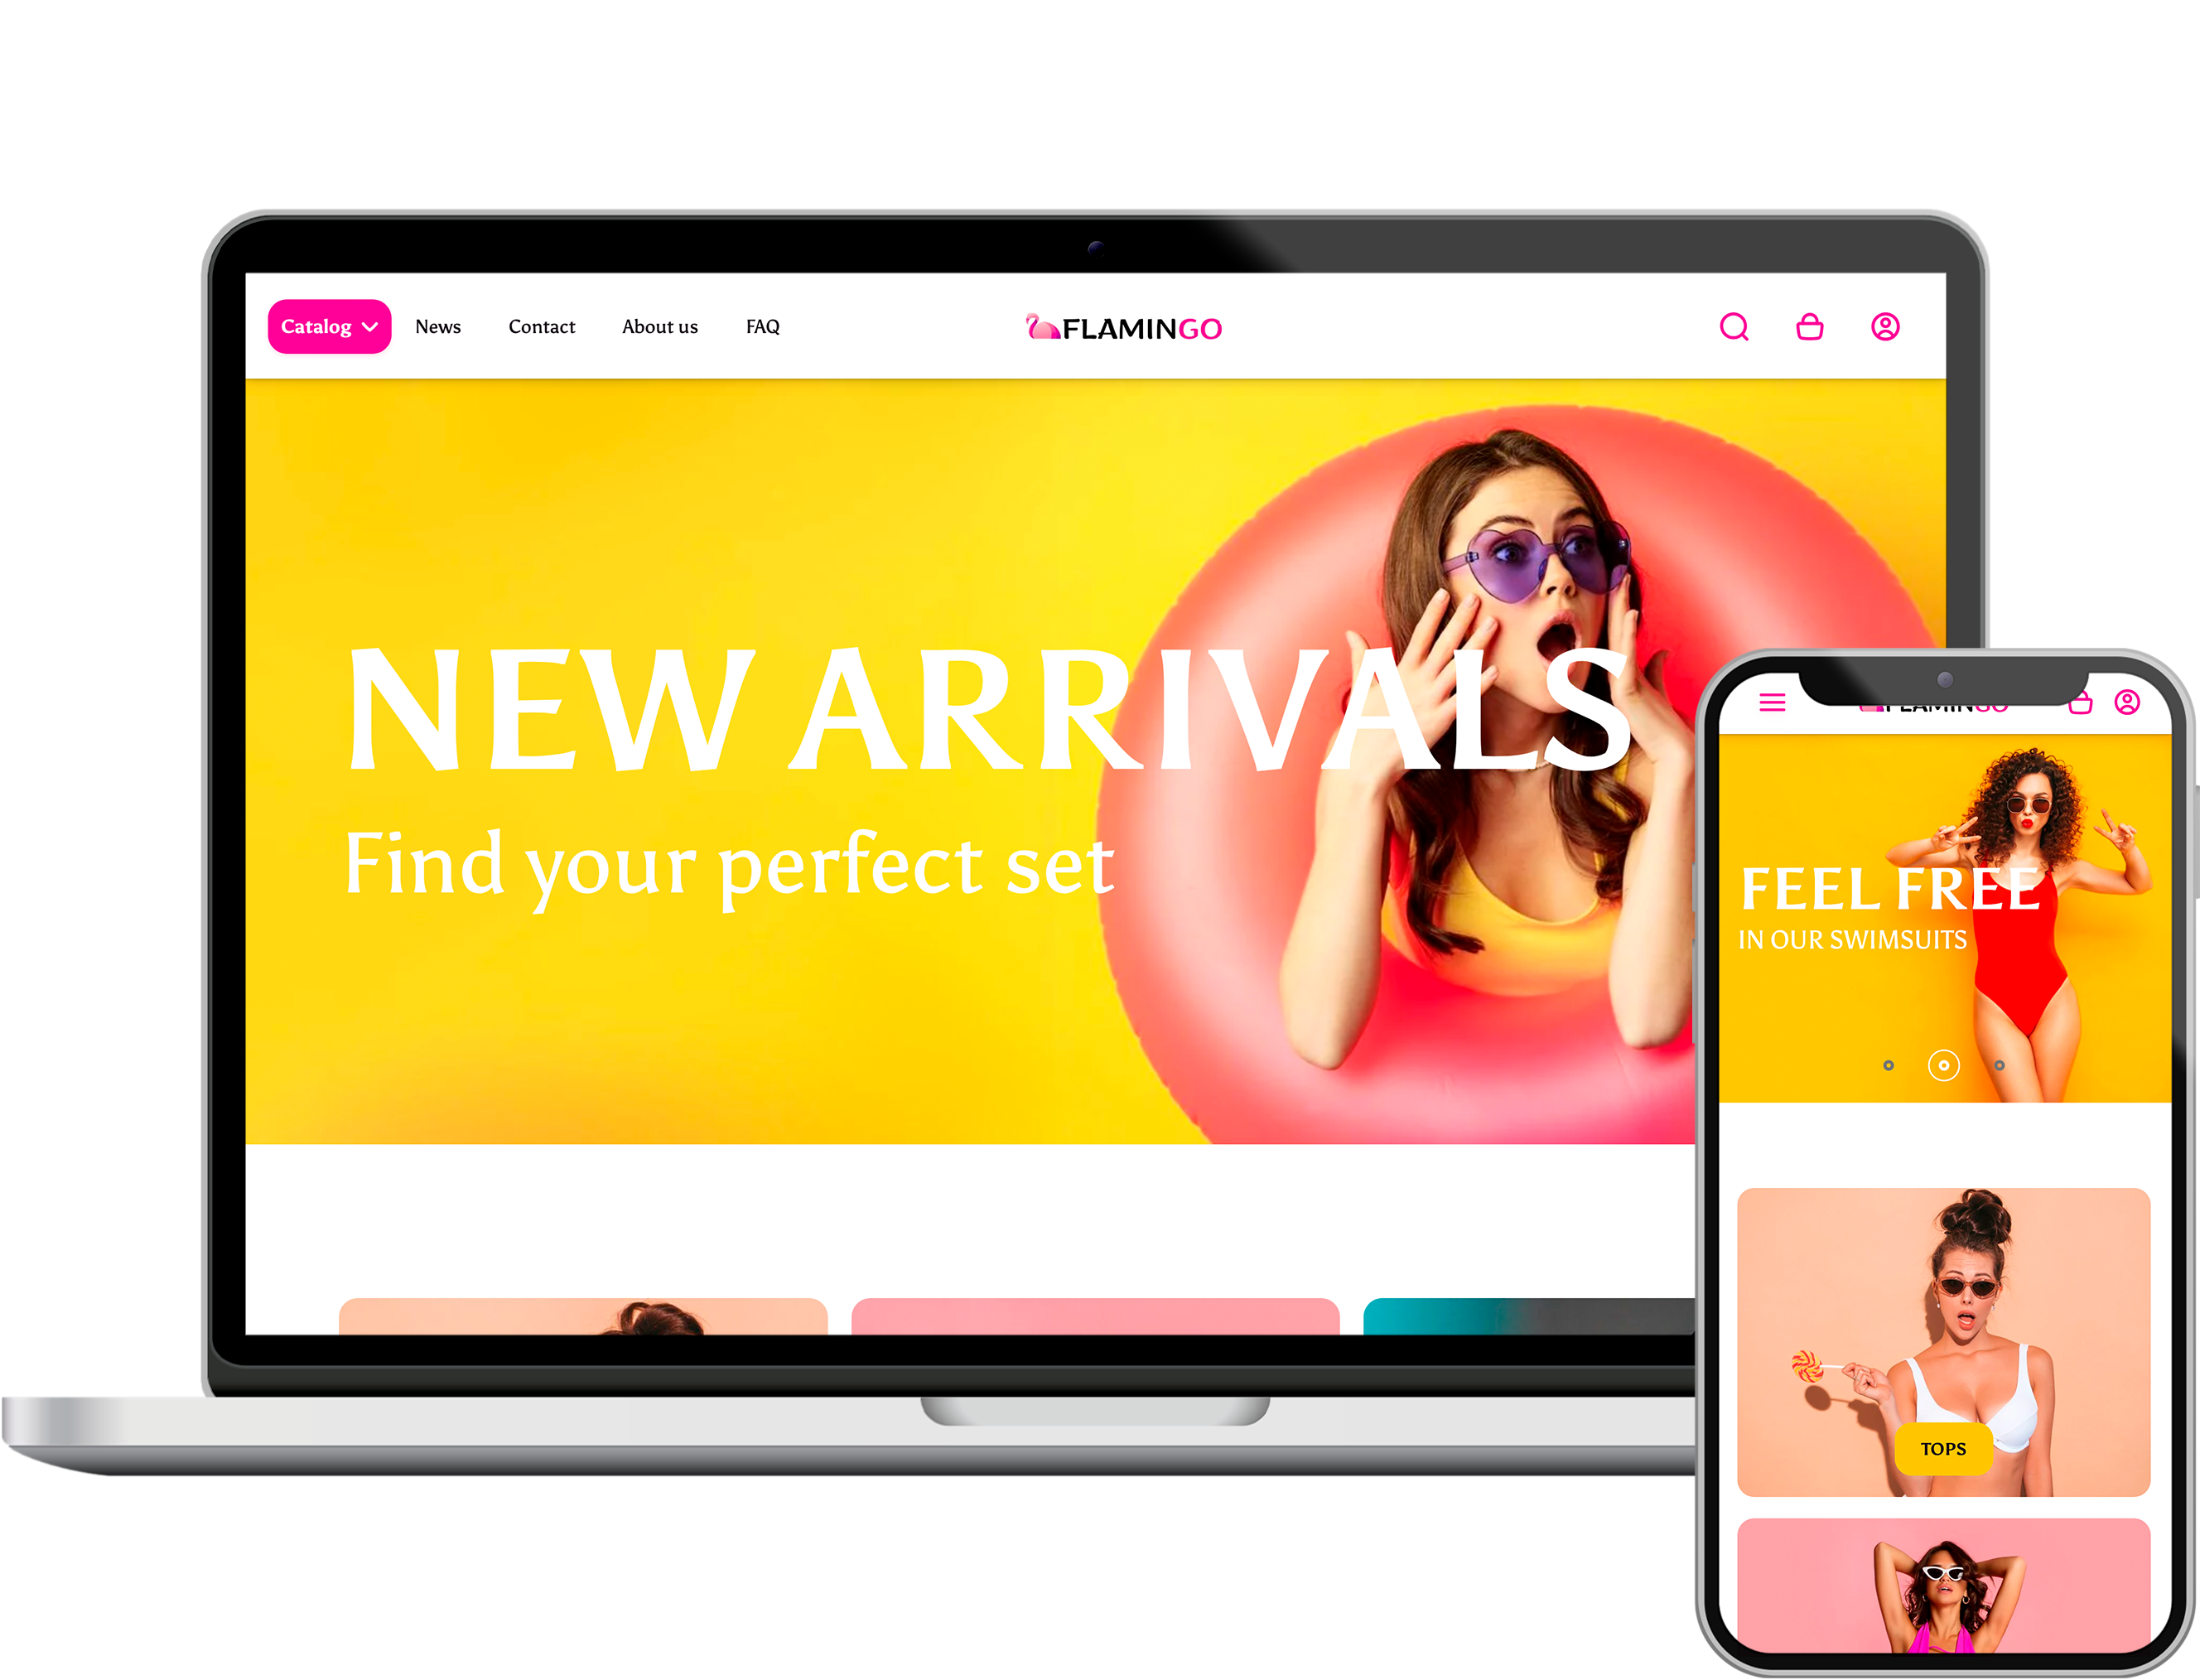 Catalog
News
Contact
About us
FAQ
FLAMINGO
NEW ARRIVALS
Find your perfect set
FLAMINGO
FEEL FREE
IN OUR SWIMSUITS
TOPS